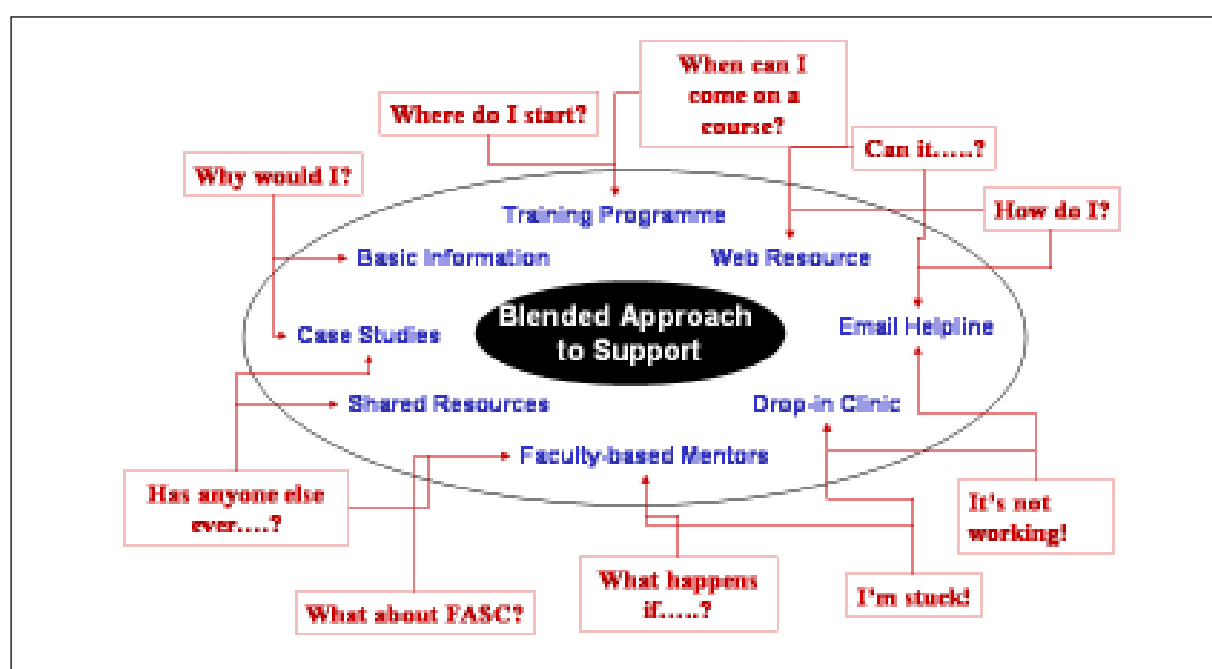 When can I
come on a
course?
Where do I start?
Can it.....?
Why would I?
How do I?
Training Programme
Basic Information
Web Resource
Blended Approach
to Support
Case Studies
Email Helpline
Shared Resources
Drop-in Clinic
Faculty-based Mentors
Has anyone else
ever.....?
It's not
working!
What happens
if.....?
I'm stuck!
What about FASC?